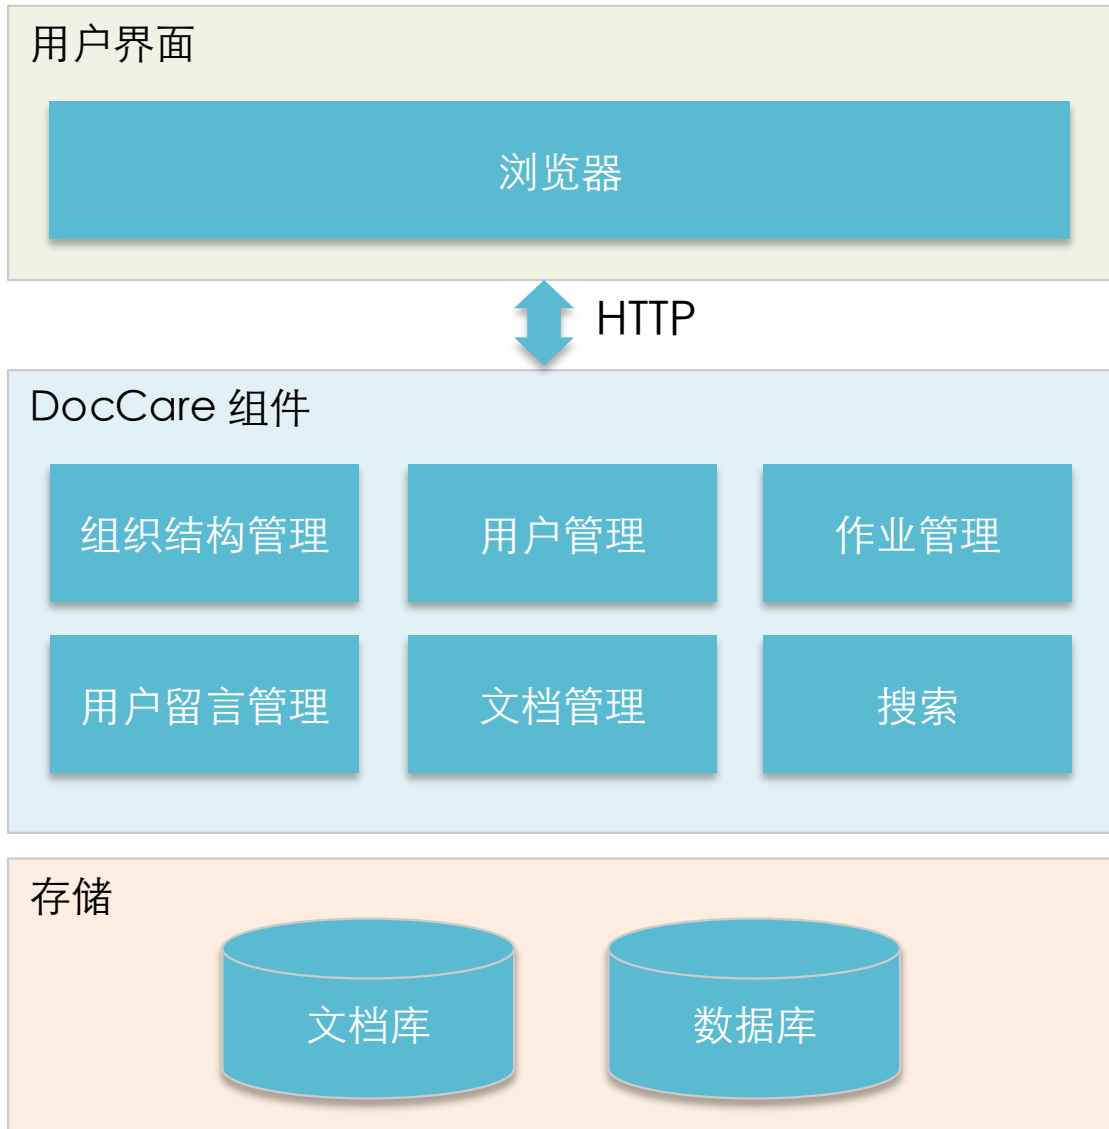 用户界面
浏览器
HTTP
DocCare 组件
组织结构管理
用户管理
作业管理
用户留言管理
文档管理
搜索
存储
文档库
数据库